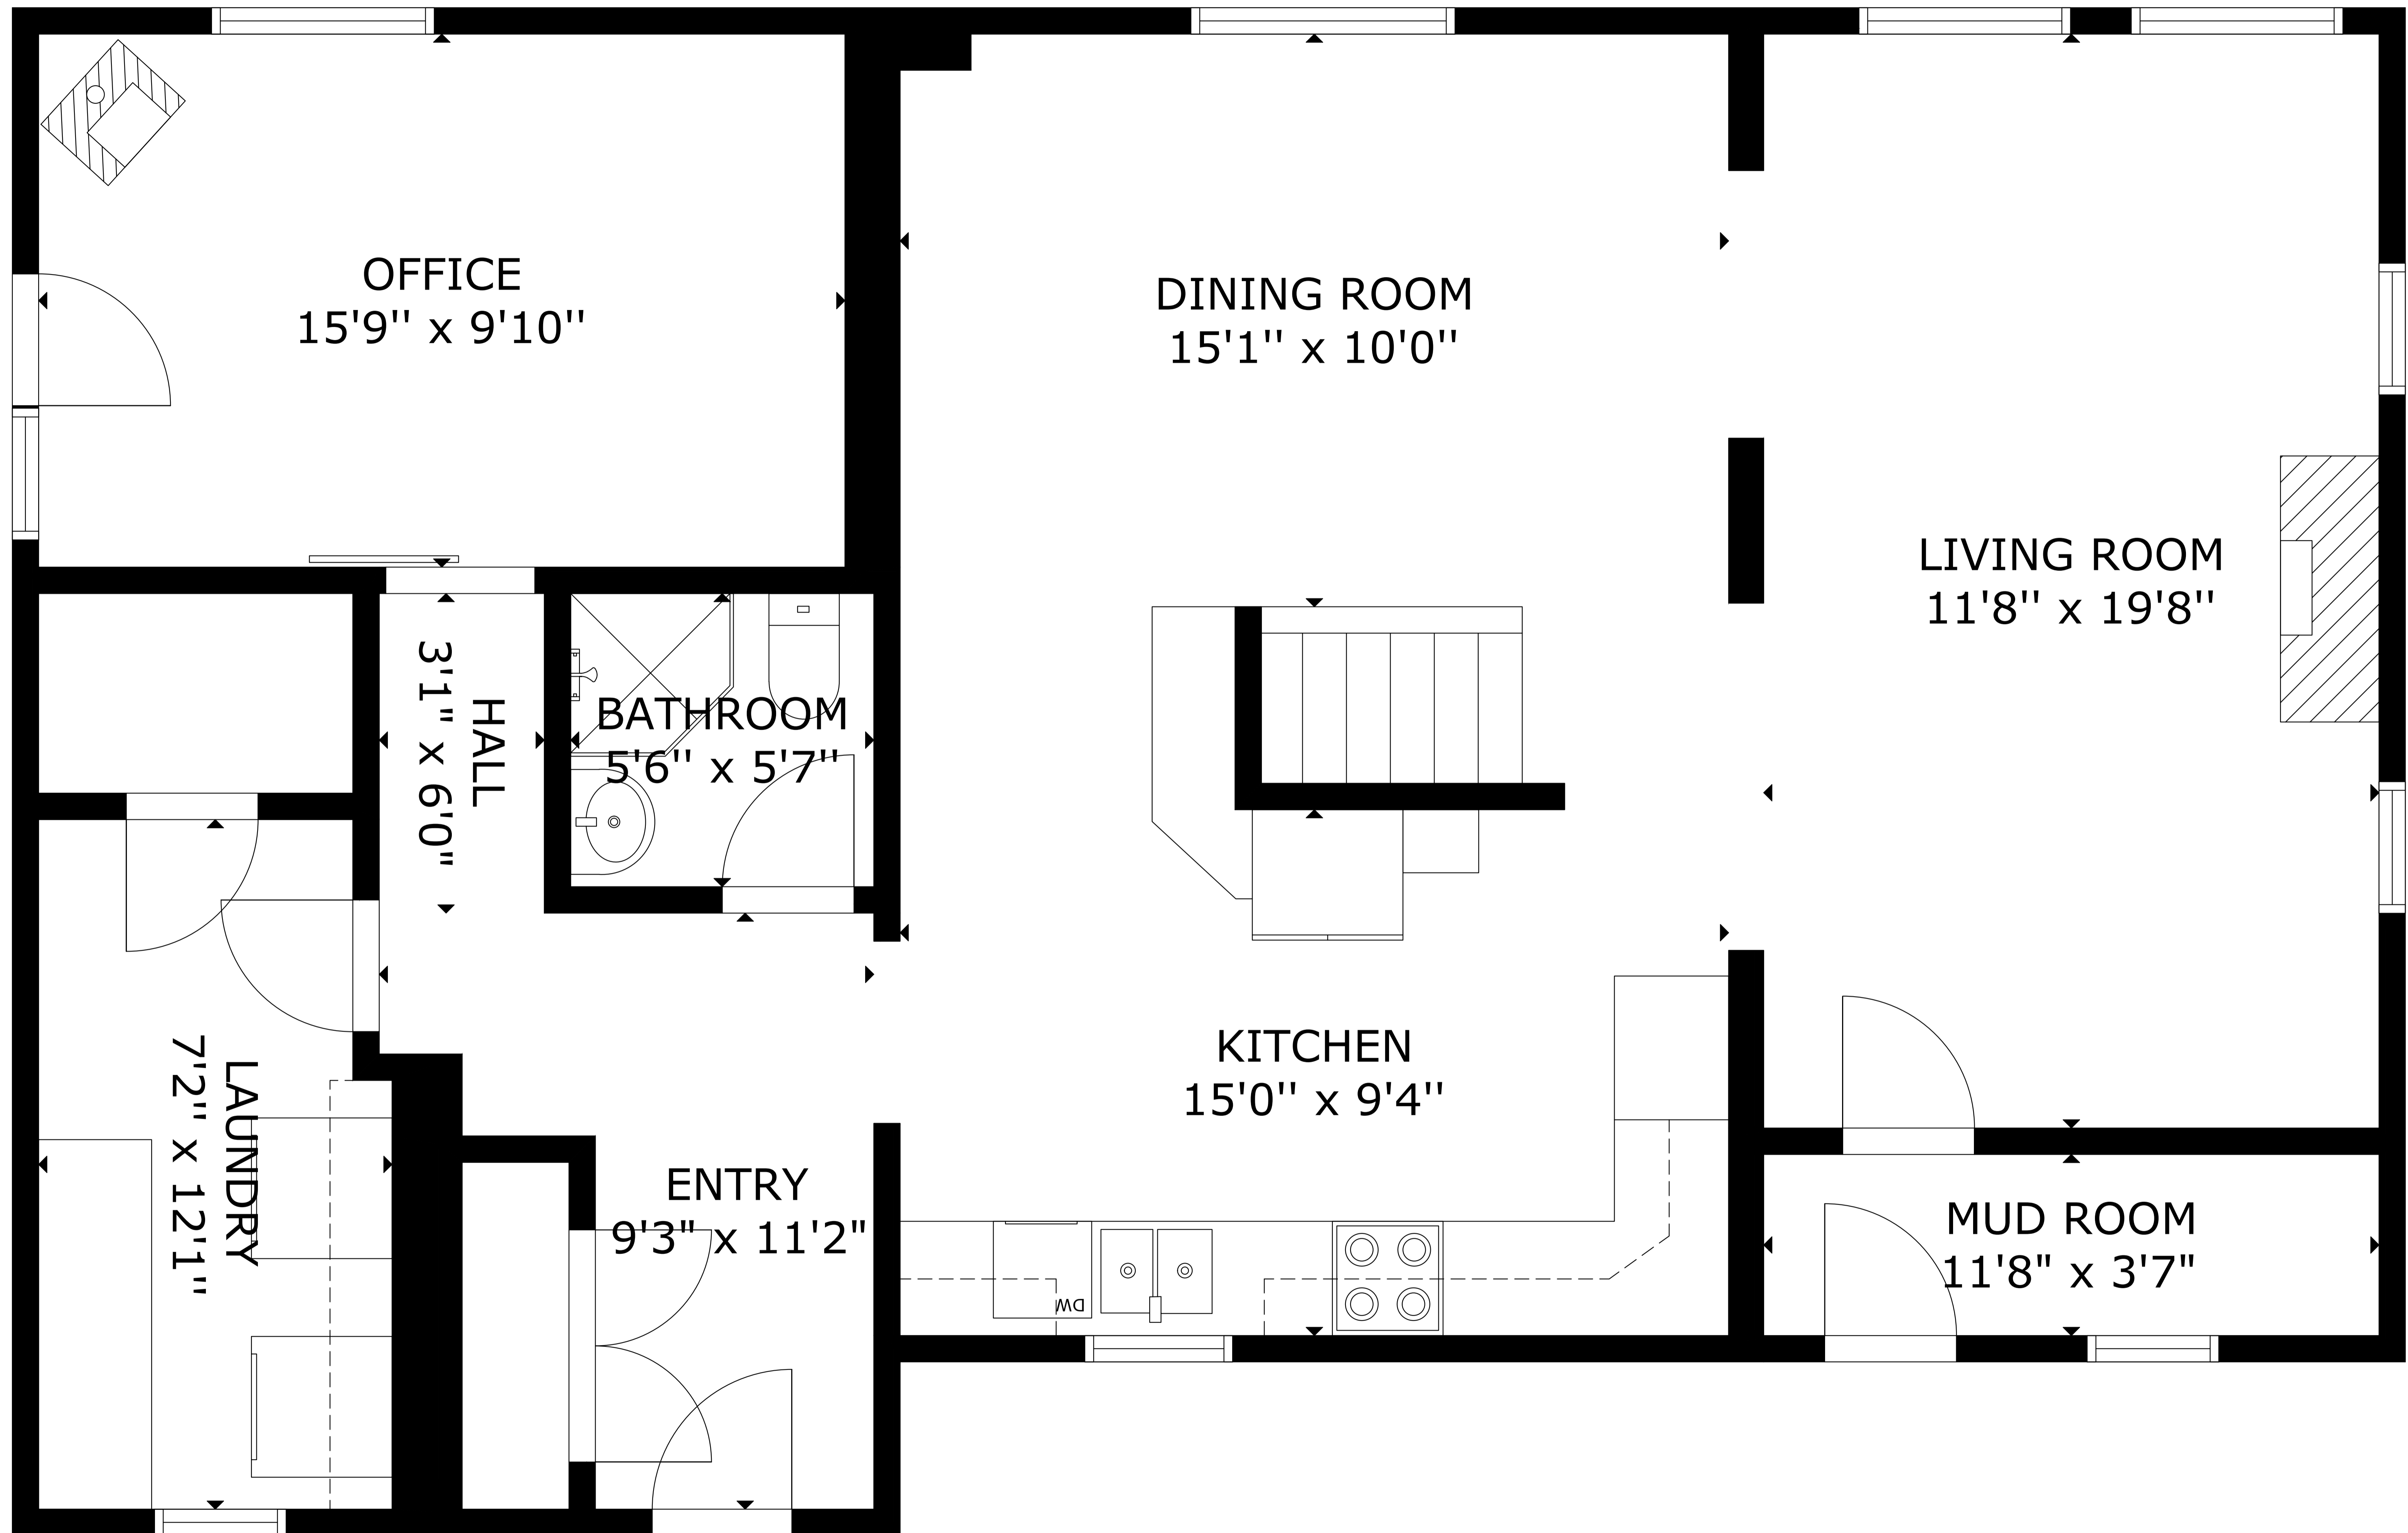 OFFICE
15'9'' x 9'10''
DINING ROOM
15'1'' x 10'0''
LIVING ROOM
11'8'' x 19'8''
HALL
3'1" x 6'0"
BATHROOM
5'6'' x 5'7''
KITCHEN
15'0'' x 9'4''
LAUNDRY
7'2'' x 12'1''
ENTRY
9'3" x 11'2"
MUD ROOM
11'8" x 3'7"
DW